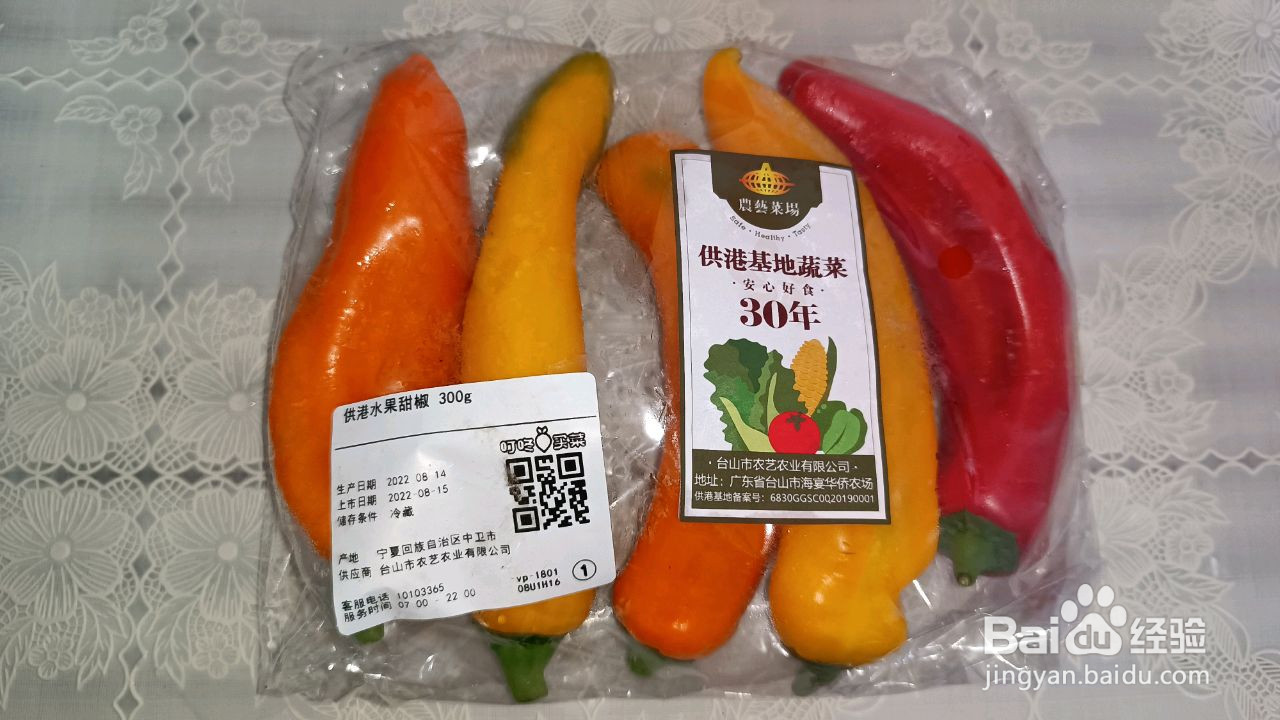 農藝菜場
Safe · Healthy · Tasty
供港基地蔬菜
·安心好食·
30年
·台山市农艺农业有限公司·
地址：广东省台山市海宴华侨农场
供港基地备案号：6830GGSC0Q20190001
供港水果甜椒 300g
叮咚买菜
生产日期 2022-08-14
上市日期 2022-08-15
储存条件 冷藏
产地 宁夏回族自治区中卫市
供应商 台山市农艺农业有限公司
客服电话 10103365
服务时间 07:00 - 22:00
vp-1801
08U1H16
1
Baidu经验
jingyan.baidu.com